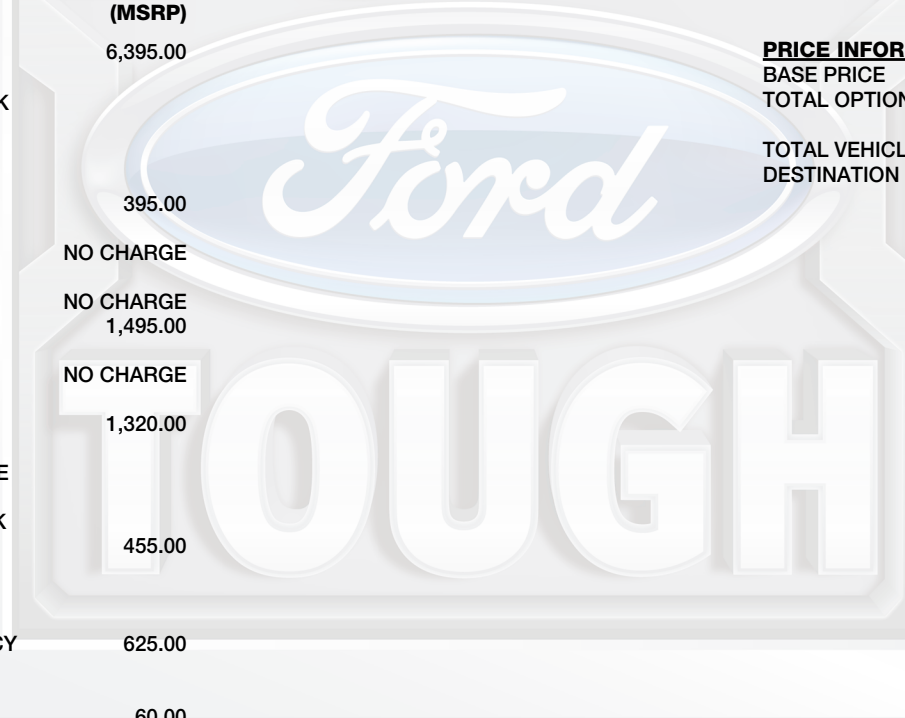 (MSRP)
6,395.00
K
395.00
NO CHARGE
NO CHARGE
1,495.00
NO CHARGE
1,320.00
E
K
455.00
CY
625.00
60.00
PRICE INFOR
BASE PRICE
TOTAL OPTION
TOTAL VEHICL
DESTINATION
Ford
TOUGH